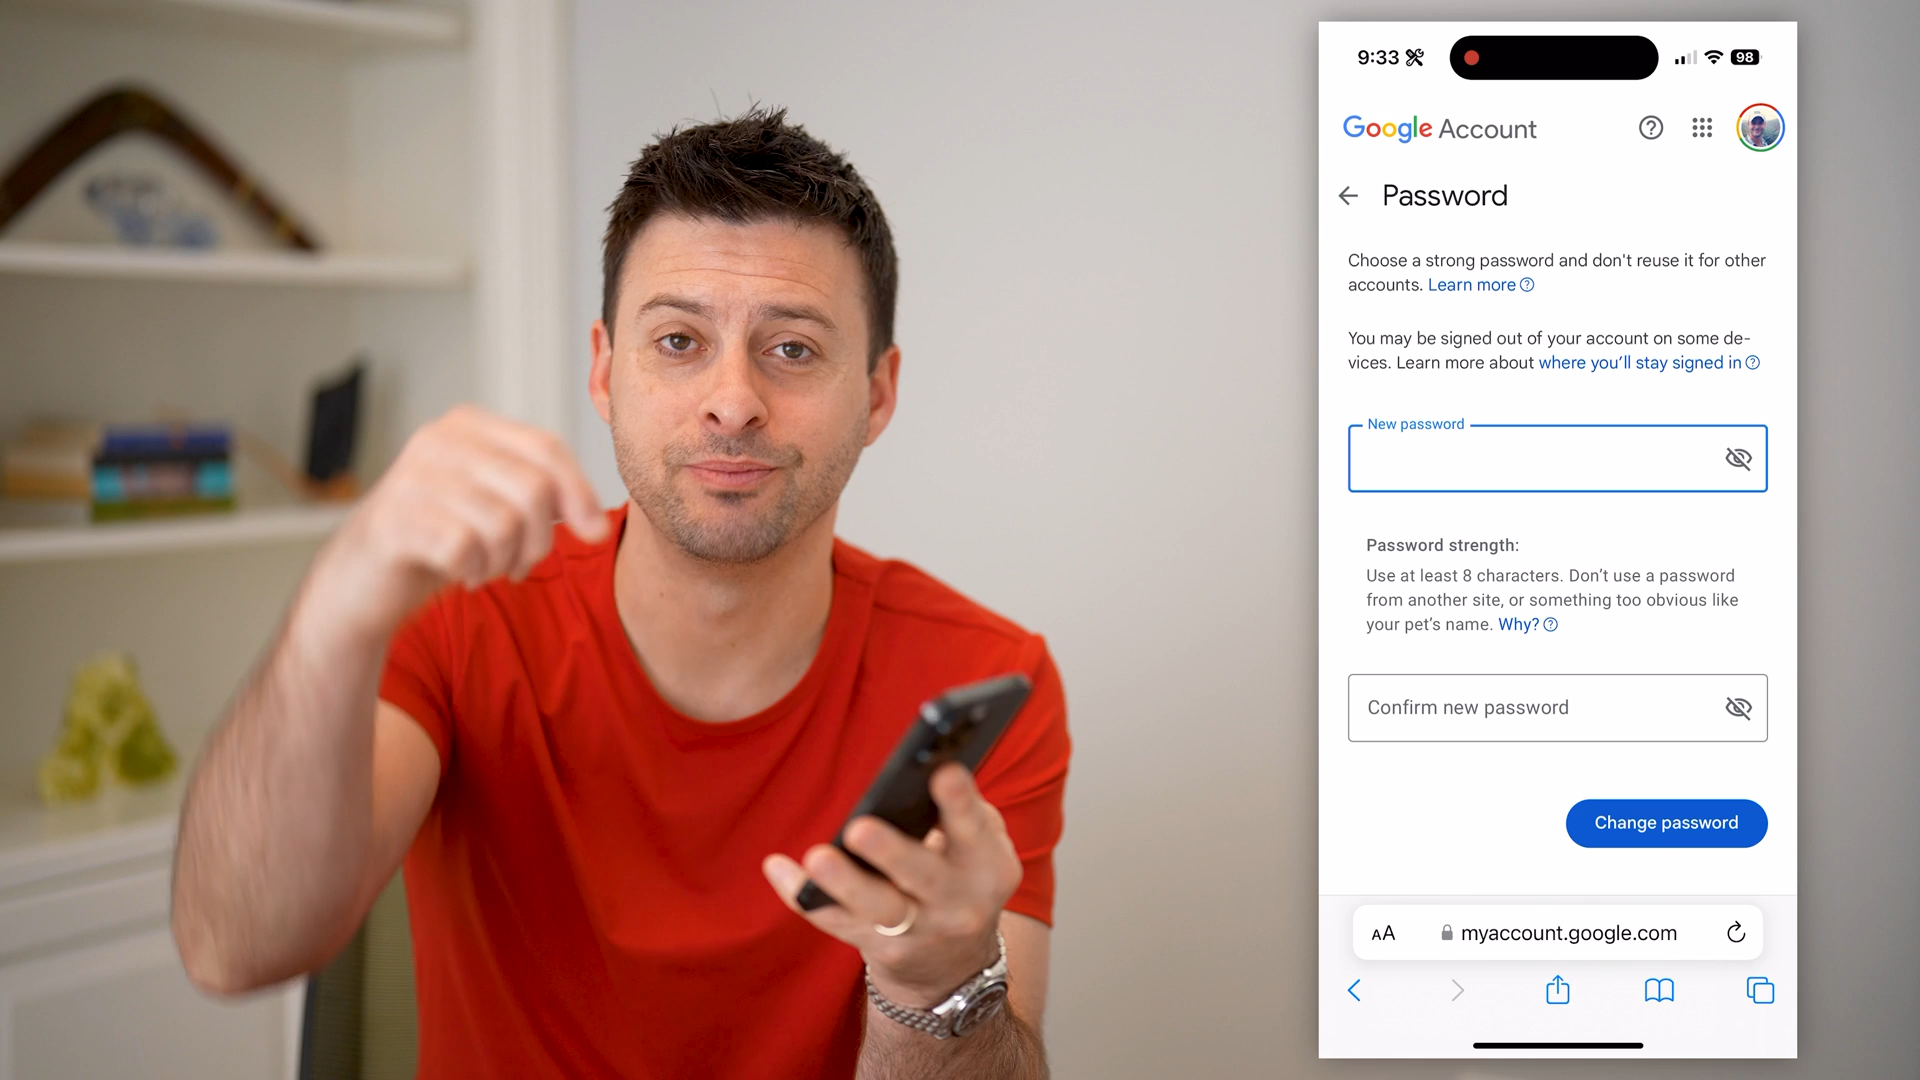 9:33
98
Google Account
Password
Choose a strong password and don't reuse it for other
accounts. Learn more
You may be signed out of your account on some de-
vices. Learn more about where you'll stay signed in
New password
Password strength:
Use at least 8 characters. Don't use a password
from another site, or something too obvious like
your pet's name. Why?
Confirm new password
Change password
AA myaccount.google.com